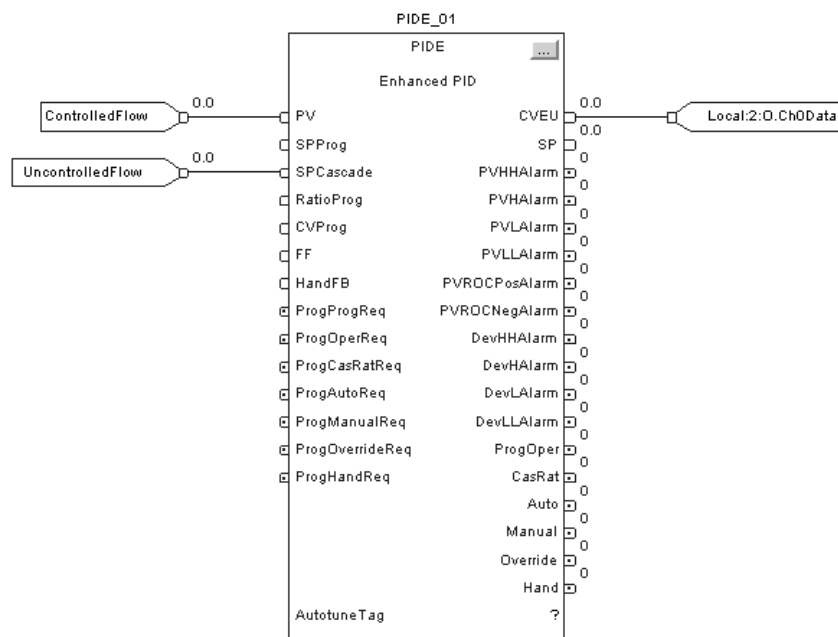 PIDE_01
PIDE
...
Enhanced PID
ControlledFlow 0.0 PV CVEU 0.0 Local:2:O.Ch0Data
SPProg SP 0.0
UncontrolledFlow 0.0 SPCascade PVHHAlarm 0
RatioProg PVHAlarm 0
CVProg PVLAlarm 0
FF PVLLAlarm 0
HandFB PVROCPosAlarm 0
ProgProgReq PVROCNegAlarm 0
ProgOperReq DevHHAlarm 0
ProgCasRatReq DevHAlarm 0
ProgAutoReq DevLAlarm 0
ProgManualReq DevLLAlarm 0
ProgOverrideReq ProgOper 0
ProgHandReq CasRat 0
Auto 0
Manual 0
Override 0
Hand 0
AutotuneTag ?